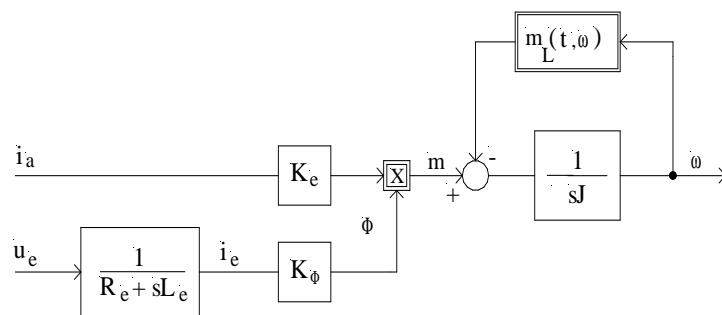 m_L(t,ω)
i_a
K_e
X
m
-
+
1
sJ
ω
Φ
u_e
1
R_e + sL_e
i_e
K_Φ